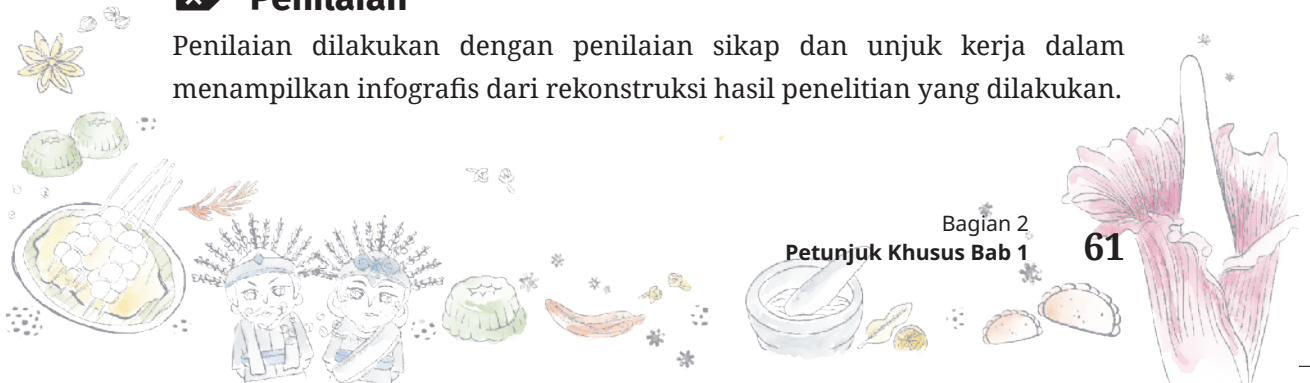 Penilaian
Penilaian dilakukan dengan penilaian sikap dan unjuk kerja dalam
menampilkan infografis dari rekonstruksi hasil penelitian yang dilakukan.
Bagian 2
Petunjuk Khusus Bab 1 61